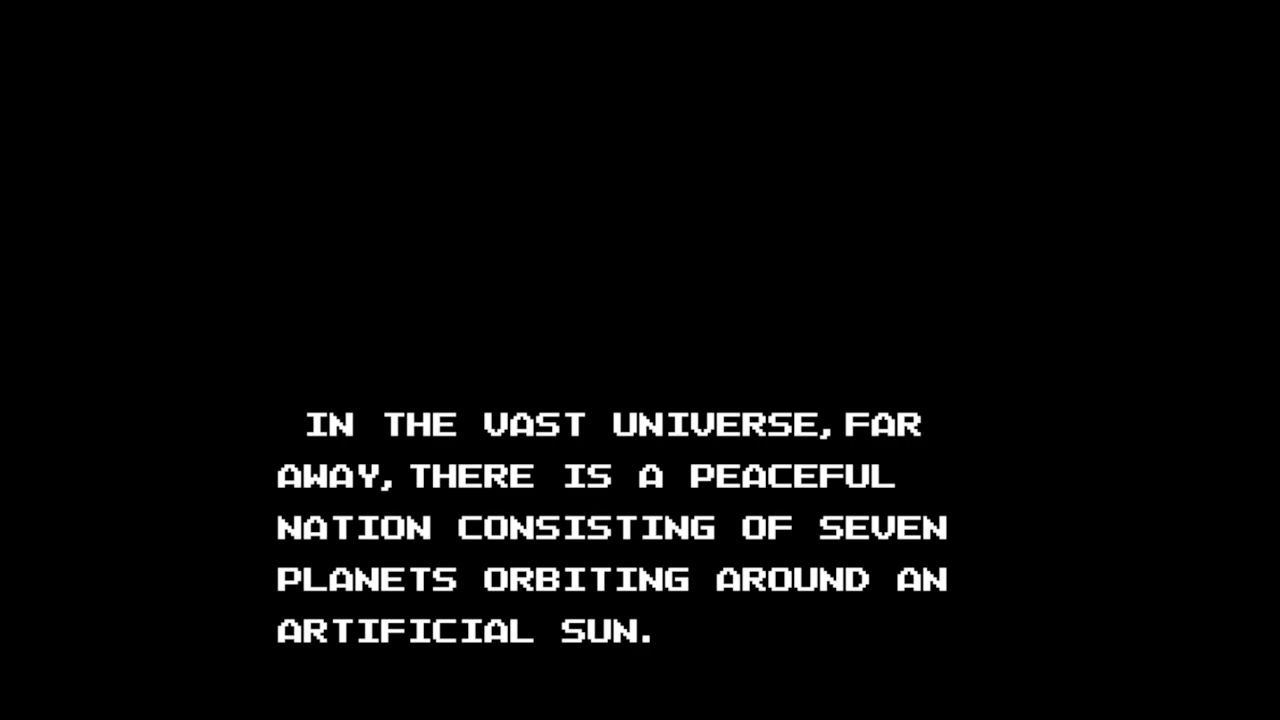 IN THE VAST UNIVERSE, FAR
AWAY, THERE IS A PEACEFUL
NATION CONSISTING OF SEVEN
PLANETS ORBITING AROUND AN
ARTIFICIAL SUN.